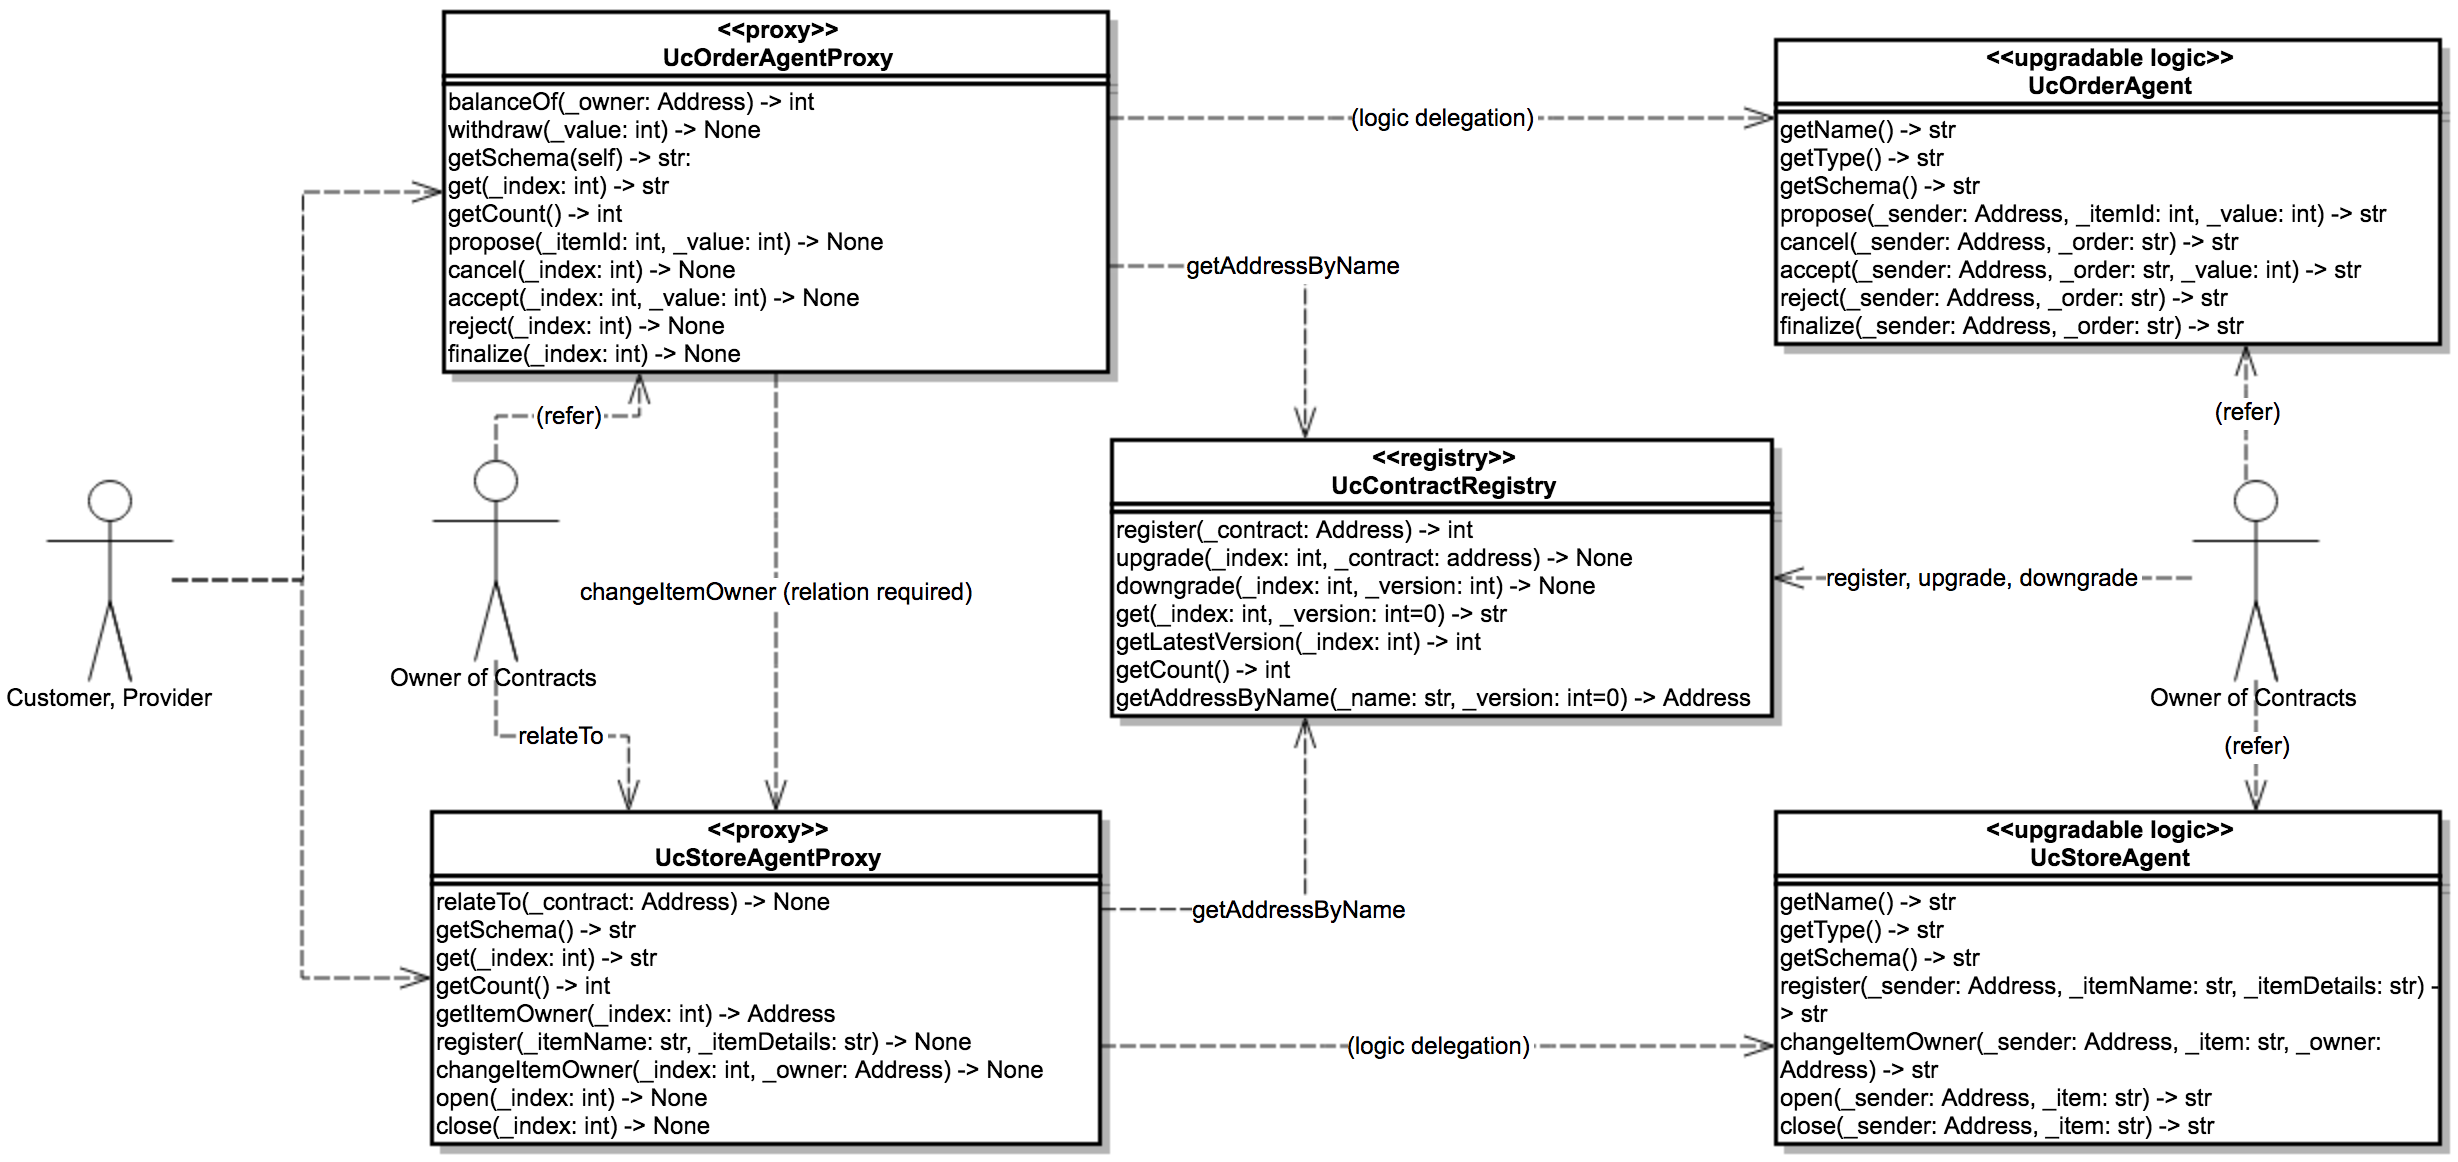 <<proxy>>
UcOrderAgentProxy
balanceOf(_owner: Address) -> int
withdraw(_value: int) -> None
getSchema(self) -> str:
get(_index: int) -> str
getCount() -> int
propose(_itemId: int, _value: int) -> None
cancel(_index: int) -> None
accept(_index: int, _value: int) -> None
reject(_index: int) -> None
finalize(_index: int) -> None
(logic delegation)
<<upgradable logic>>
UcOrderAgent
getName() -> str
getType() -> str
getSchema() -> str
propose(_sender: Address, _itemId: int, _value: int) -> str
cancel(_sender: Address, _order: str) -> str
accept(_sender: Address, _order: str, _value: int) -> str
reject(_sender: Address, _order: str) -> str
finalize(_sender: Address, _order: str) -> str
getAddressByName
(refer)
(refer)
<<registry>>
UcContractRegistry
register(_contract: Address) -> int
upgrade(_index: int, _contract: address) -> None
downgrade(_index: int, _version: int) -> None
get(_index: int, _version: int=0) -> str
getLatestVersion(_index: int) -> int
getCount() -> int
getAddressByName(_name: str, _version: int=0) -> Address
register, upgrade, downgrade
changeItemOwner (relation required)
Customer, Provider
Owner of Contracts
Owner of Contracts
relateTo
(refer)
<<proxy>>
UcStoreAgentProxy
relateTo(_contract: Address) -> None
getSchema() -> str
get(_index: int) -> str
getCount() -> int
getItemOwner(_index: int) -> Address
register(_itemName: str, _itemDetails: str) -> None
changeItemOwner(_index: int, _owner: Address) -> None
open(_index: int) -> None
close(_index: int) -> None
getAddressByName
(logic delegation)
<<upgradable logic>>
UcStoreAgent
getName() -> str
getType() -> str
getSchema() -> str
register(_sender: Address, _itemName: str, _itemDetails: str) -
> str
changeItemOwner(_sender: Address, _item: str, _owner:
Address) -> str
open(_sender: Address, _item: str) -> str
close(_sender: Address, _item: str) -> str